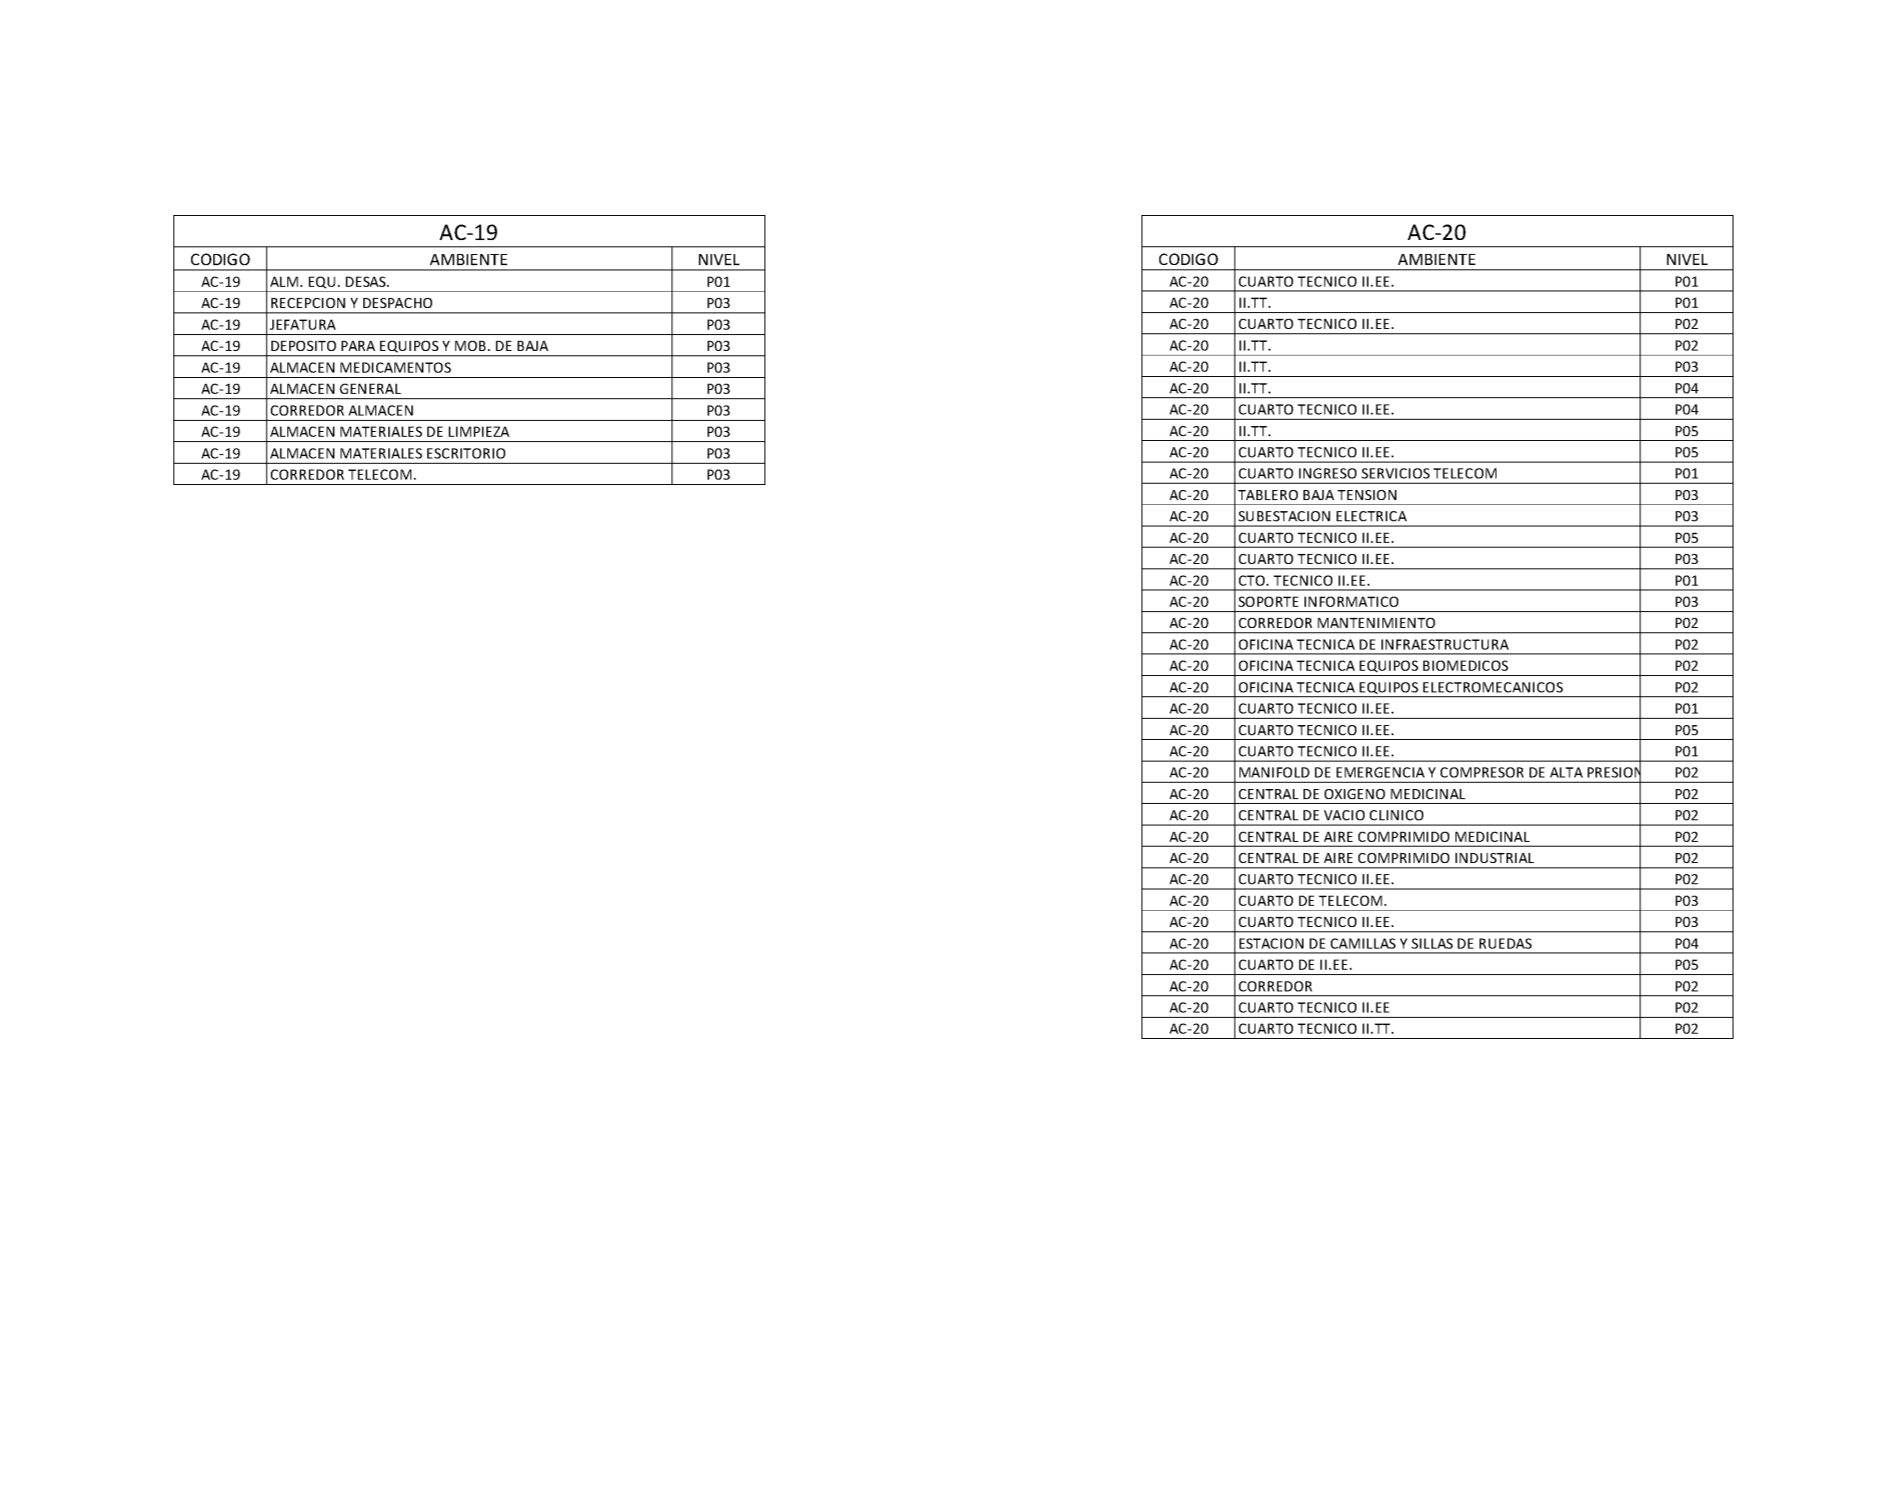 AC-19
CODIGO AMBIENTE NIVEL
AC-19 ALM. EQU. DESAS. P01
AC-19 RECEPCION Y DESPACHO P03
AC-19 JEFATURA P03
AC-19 DEPOSITO PARA EQUIPOS Y MOB. DE BAJA P03
AC-19 ALMACEN MEDICAMENTOS P03
AC-19 ALMACEN GENERAL P03
AC-19 CORREDOR ALMACEN P03
AC-19 ALMACEN MATERIALES DE LIMPIEZA P03
AC-19 ALMACEN MATERIALES ESCRITORIO P03
AC-19 CORREDOR TELECOM. P03
AC-20
CODIGO AMBIENTE NIVEL
AC-20 CUARTO TECNICO II.EE. P01
AC-20 II.TT. P01
AC-20 CUARTO TECNICO II.EE. P02
AC-20 II.TT. P02
AC-20 II.TT. P03
AC-20 II.TT. P04
AC-20 CUARTO TECNICO II.EE. P04
AC-20 II.TT. P05
AC-20 CUARTO TECNICO II.EE. P05
AC-20 CUARTO INGRESO SERVICIOS TELECOM P01
AC-20 TABLERO BAJA TENSION P03
AC-20 SUBESTACION ELECTRICA P03
AC-20 CUARTO TECNICO II.EE. P05
AC-20 CUARTO TECNICO II.EE. P03
AC-20 CTO. TECNICO II.EE. P01
AC-20 SOPORTE INFORMATICO P03
AC-20 CORREDOR MANTENIMIENTO P02
AC-20 OFICINA TECNICA DE INFRAESTRUCTURA P02
AC-20 OFICINA TECNICA EQUIPOS BIOMEDICOS P02
AC-20 OFICINA TECNICA EQUIPOS ELECTROMECANICOS P02
AC-20 CUARTO TECNICO II.EE. P01
AC-20 CUARTO TECNICO II.EE. P05
AC-20 CUARTO TECNICO II.EE. P01
AC-20 MANIFOLD DE EMERGENCIA Y COMPRESOR DE ALTA PRESION P02
AC-20 CENTRAL DE OXIGENO MEDICINAL P02
AC-20 CENTRAL DE VACIO CLINICO P02
AC-20 CENTRAL DE AIRE COMPRIMIDO MEDICINAL P02
AC-20 CENTRAL DE AIRE COMPRIMIDO INDUSTRIAL P02
AC-20 CUARTO TECNICO II.EE. P02
AC-20 CUARTO DE TELECOM. P03
AC-20 CUARTO TECNICO II.EE. P03
AC-20 ESTACION DE CAMILLAS Y SILLAS DE RUEDAS P04
AC-20 CUARTO DE II.EE. P05
AC-20 CORREDOR P02
AC-20 CUARTO TECNICO II.EE P02
AC-20 CUARTO TECNICO II.TT. P02